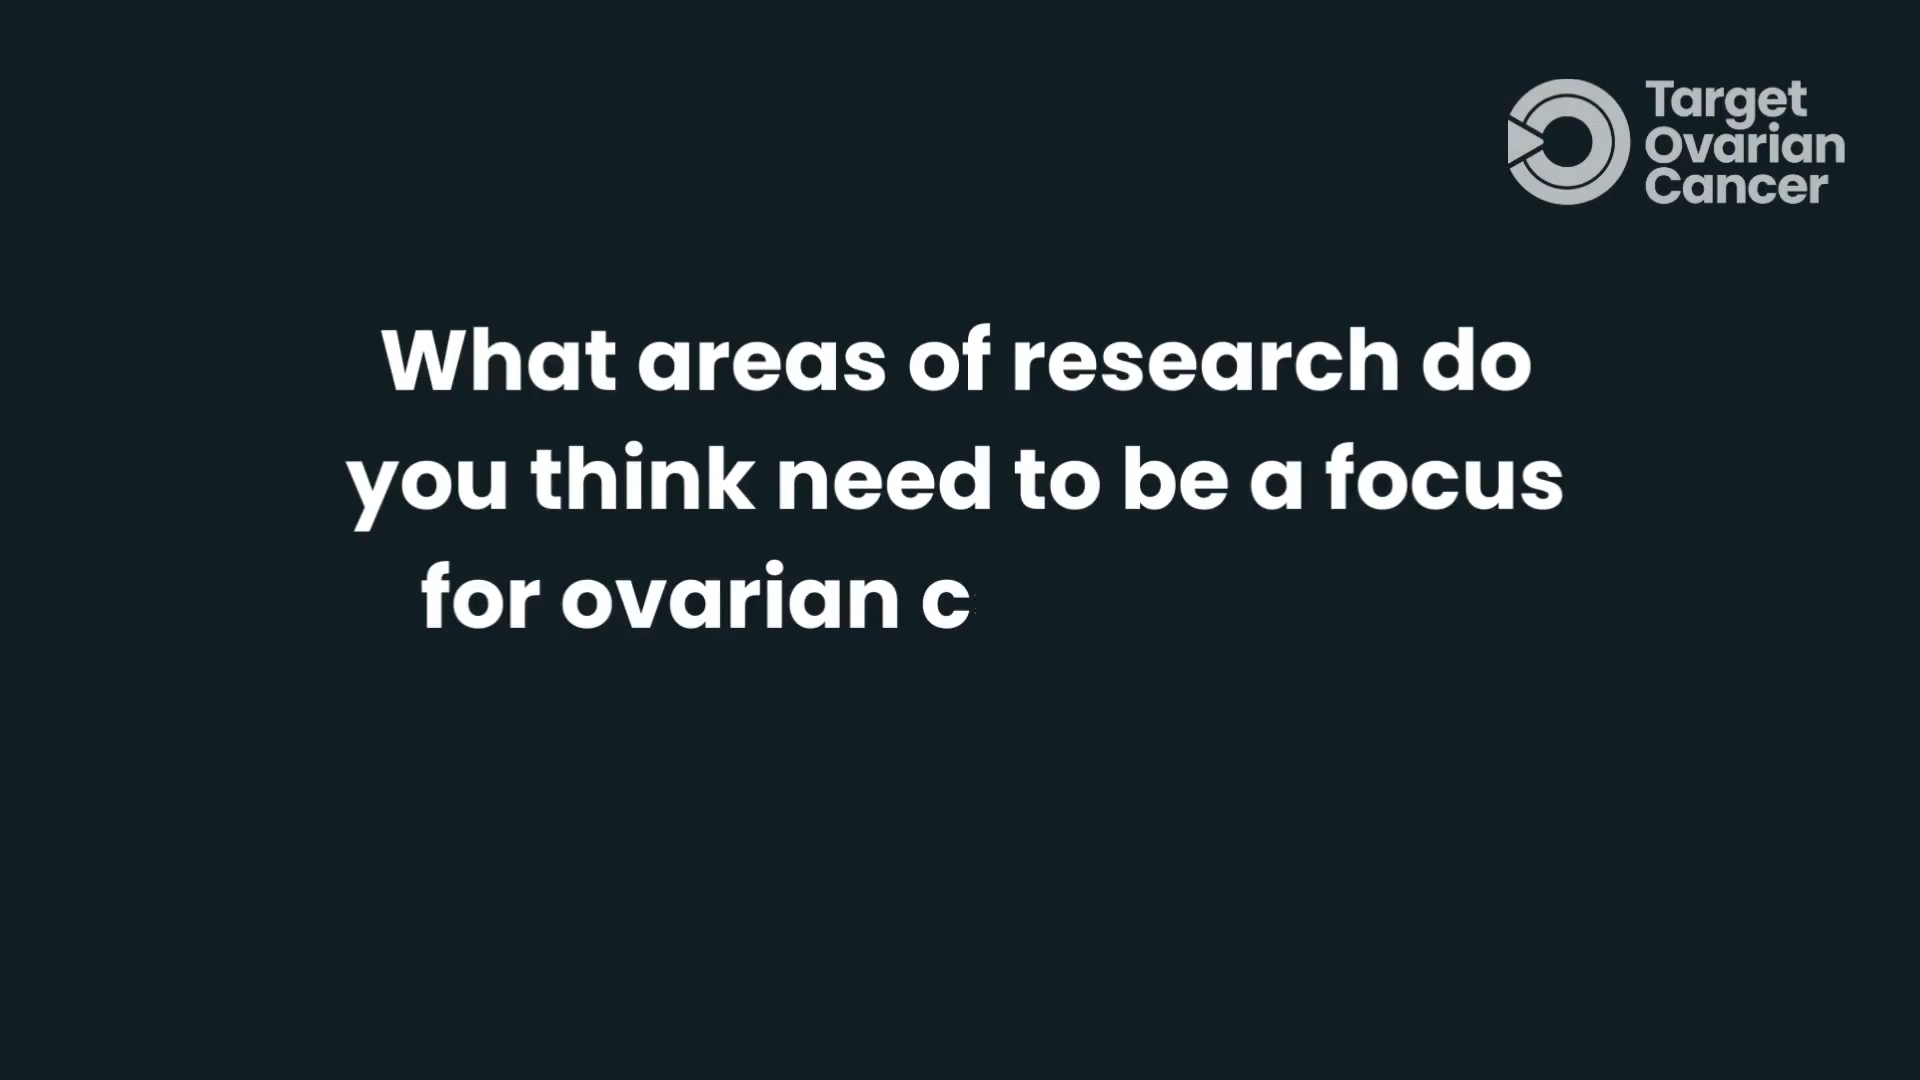 Target
Ovarian
Cancer
What areas of research do
you think need to be a focus
for ovarian c